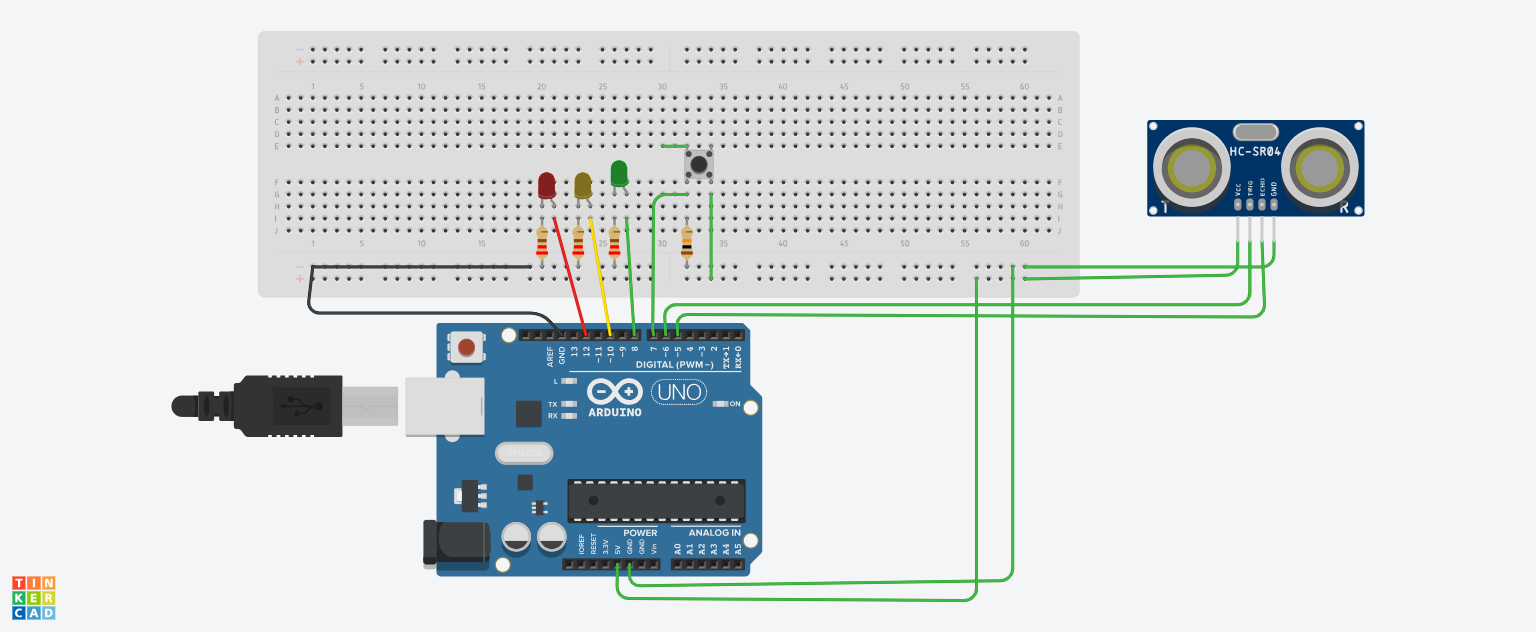 − 
+
1 5 10 15 20 25 30 35 40 45 50 55 60
A A
B B
C C
D D
E E
F F
G G
H H
I I
J J
1 5 10 15 25 30 35 40 45 50 55 60
−
+
HC-SR04
VCC
TRIG
ECHO
GND
T R
AREF
GND
13
12
~11
~10
~9
8
7
~6
~5
4
~3
2
TX→1
RX←0
DIGITAL (PWM~)
L
TX
RX
ARDUINO
UNO
ON
POWER
ANALOG IN
IOREF
RESET
3.3V
5V
GND
GND
Vin
A0
A1
A2
A3
A4
A5
TIN
KER
CAD